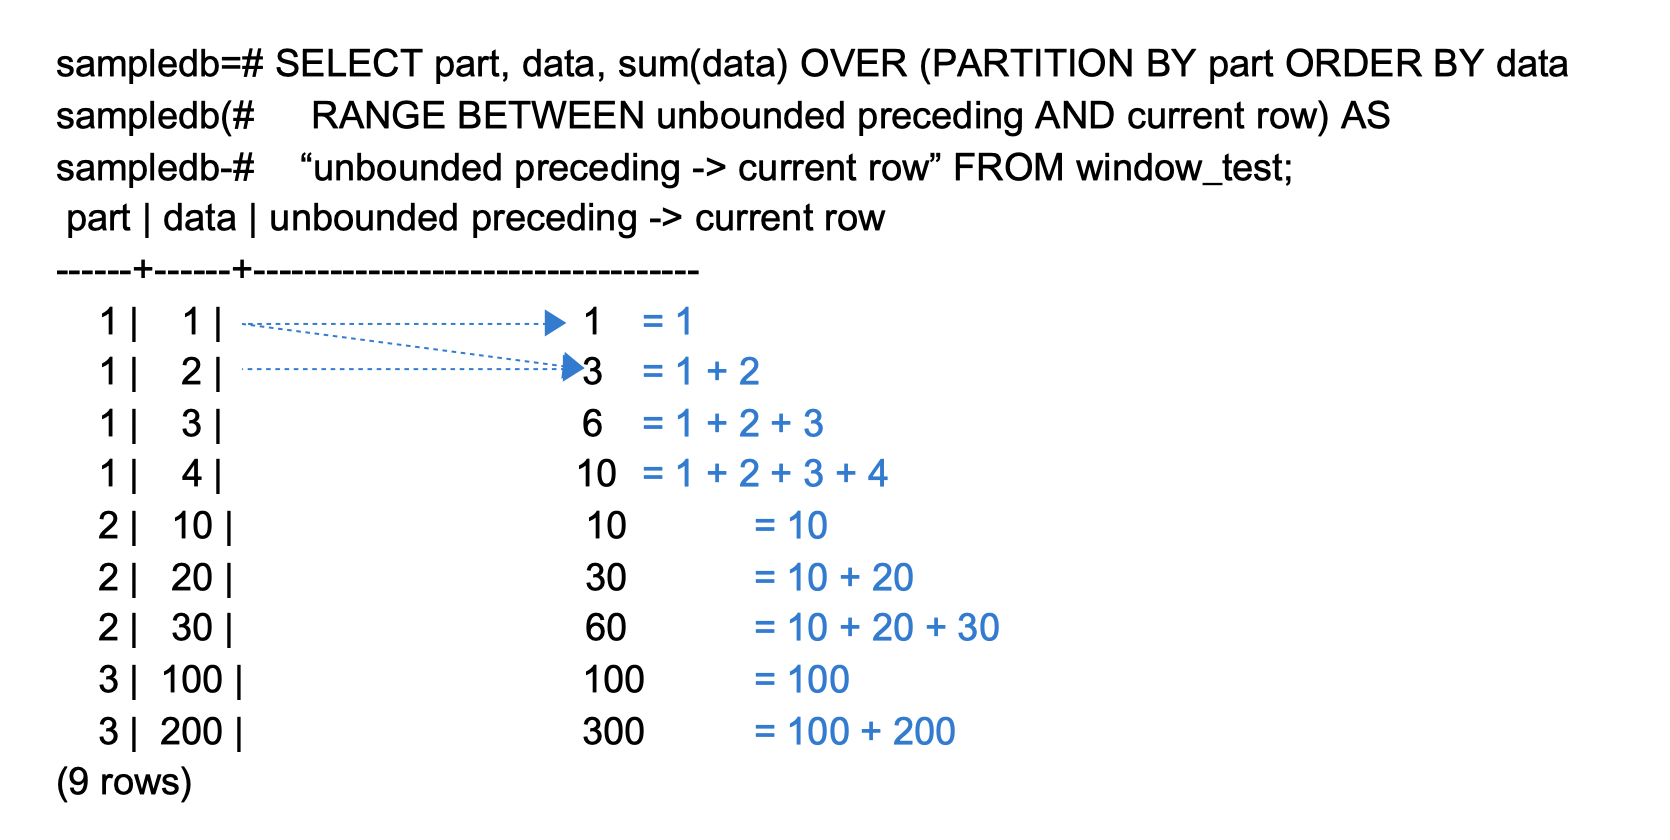 sampledb=# SELECT part, data, sum(data) OVER (PARTITION BY part ORDER BY data
sampledb(# RANGE BETWEEN unbounded preceding AND current row) AS
sampledb-# “unbounded preceding -> current row” FROM window_test;
part | data | unbounded preceding -> current row
------+------+-----------------------------------
1 | 1 | 1 = 1
1 | 2 | 3 = 1 + 2
1 | 3 | 6 = 1 + 2 + 3
1 | 4 | 10 = 1 + 2 + 3 + 4
2 | 10 | 10 = 10
2 | 20 | 30 = 10 + 20
2 | 30 | 60 = 10 + 20 + 30
3 | 100 | 100 = 100
3 | 200 | 300 = 100 + 200
(9 rows)